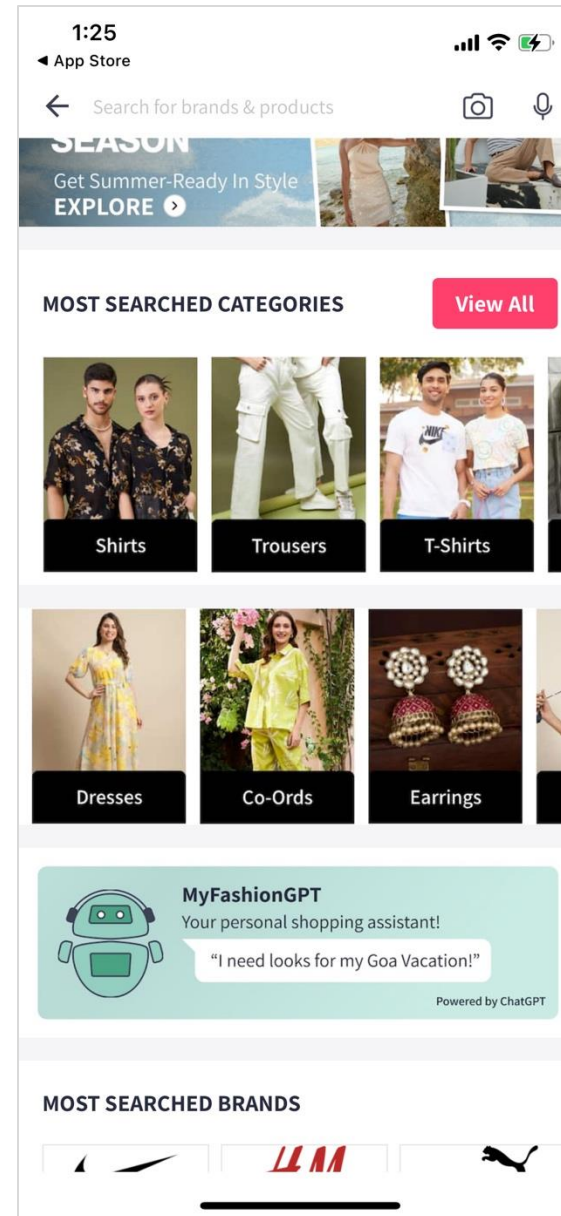 1:25
◀ App Store
Search for brands & products
SEASON
Get Summer-Ready In Style
EXPLORE
MOST SEARCHED CATEGORIES
View All
NIKE
Shirts
Trousers
T-Shirts
Dresses
Co-Ords
Earrings
MyFashionGPT
Your personal shopping assistant!
“I need looks for my Goa Vacation!”
Powered by ChatGPT
MOST SEARCHED BRANDS